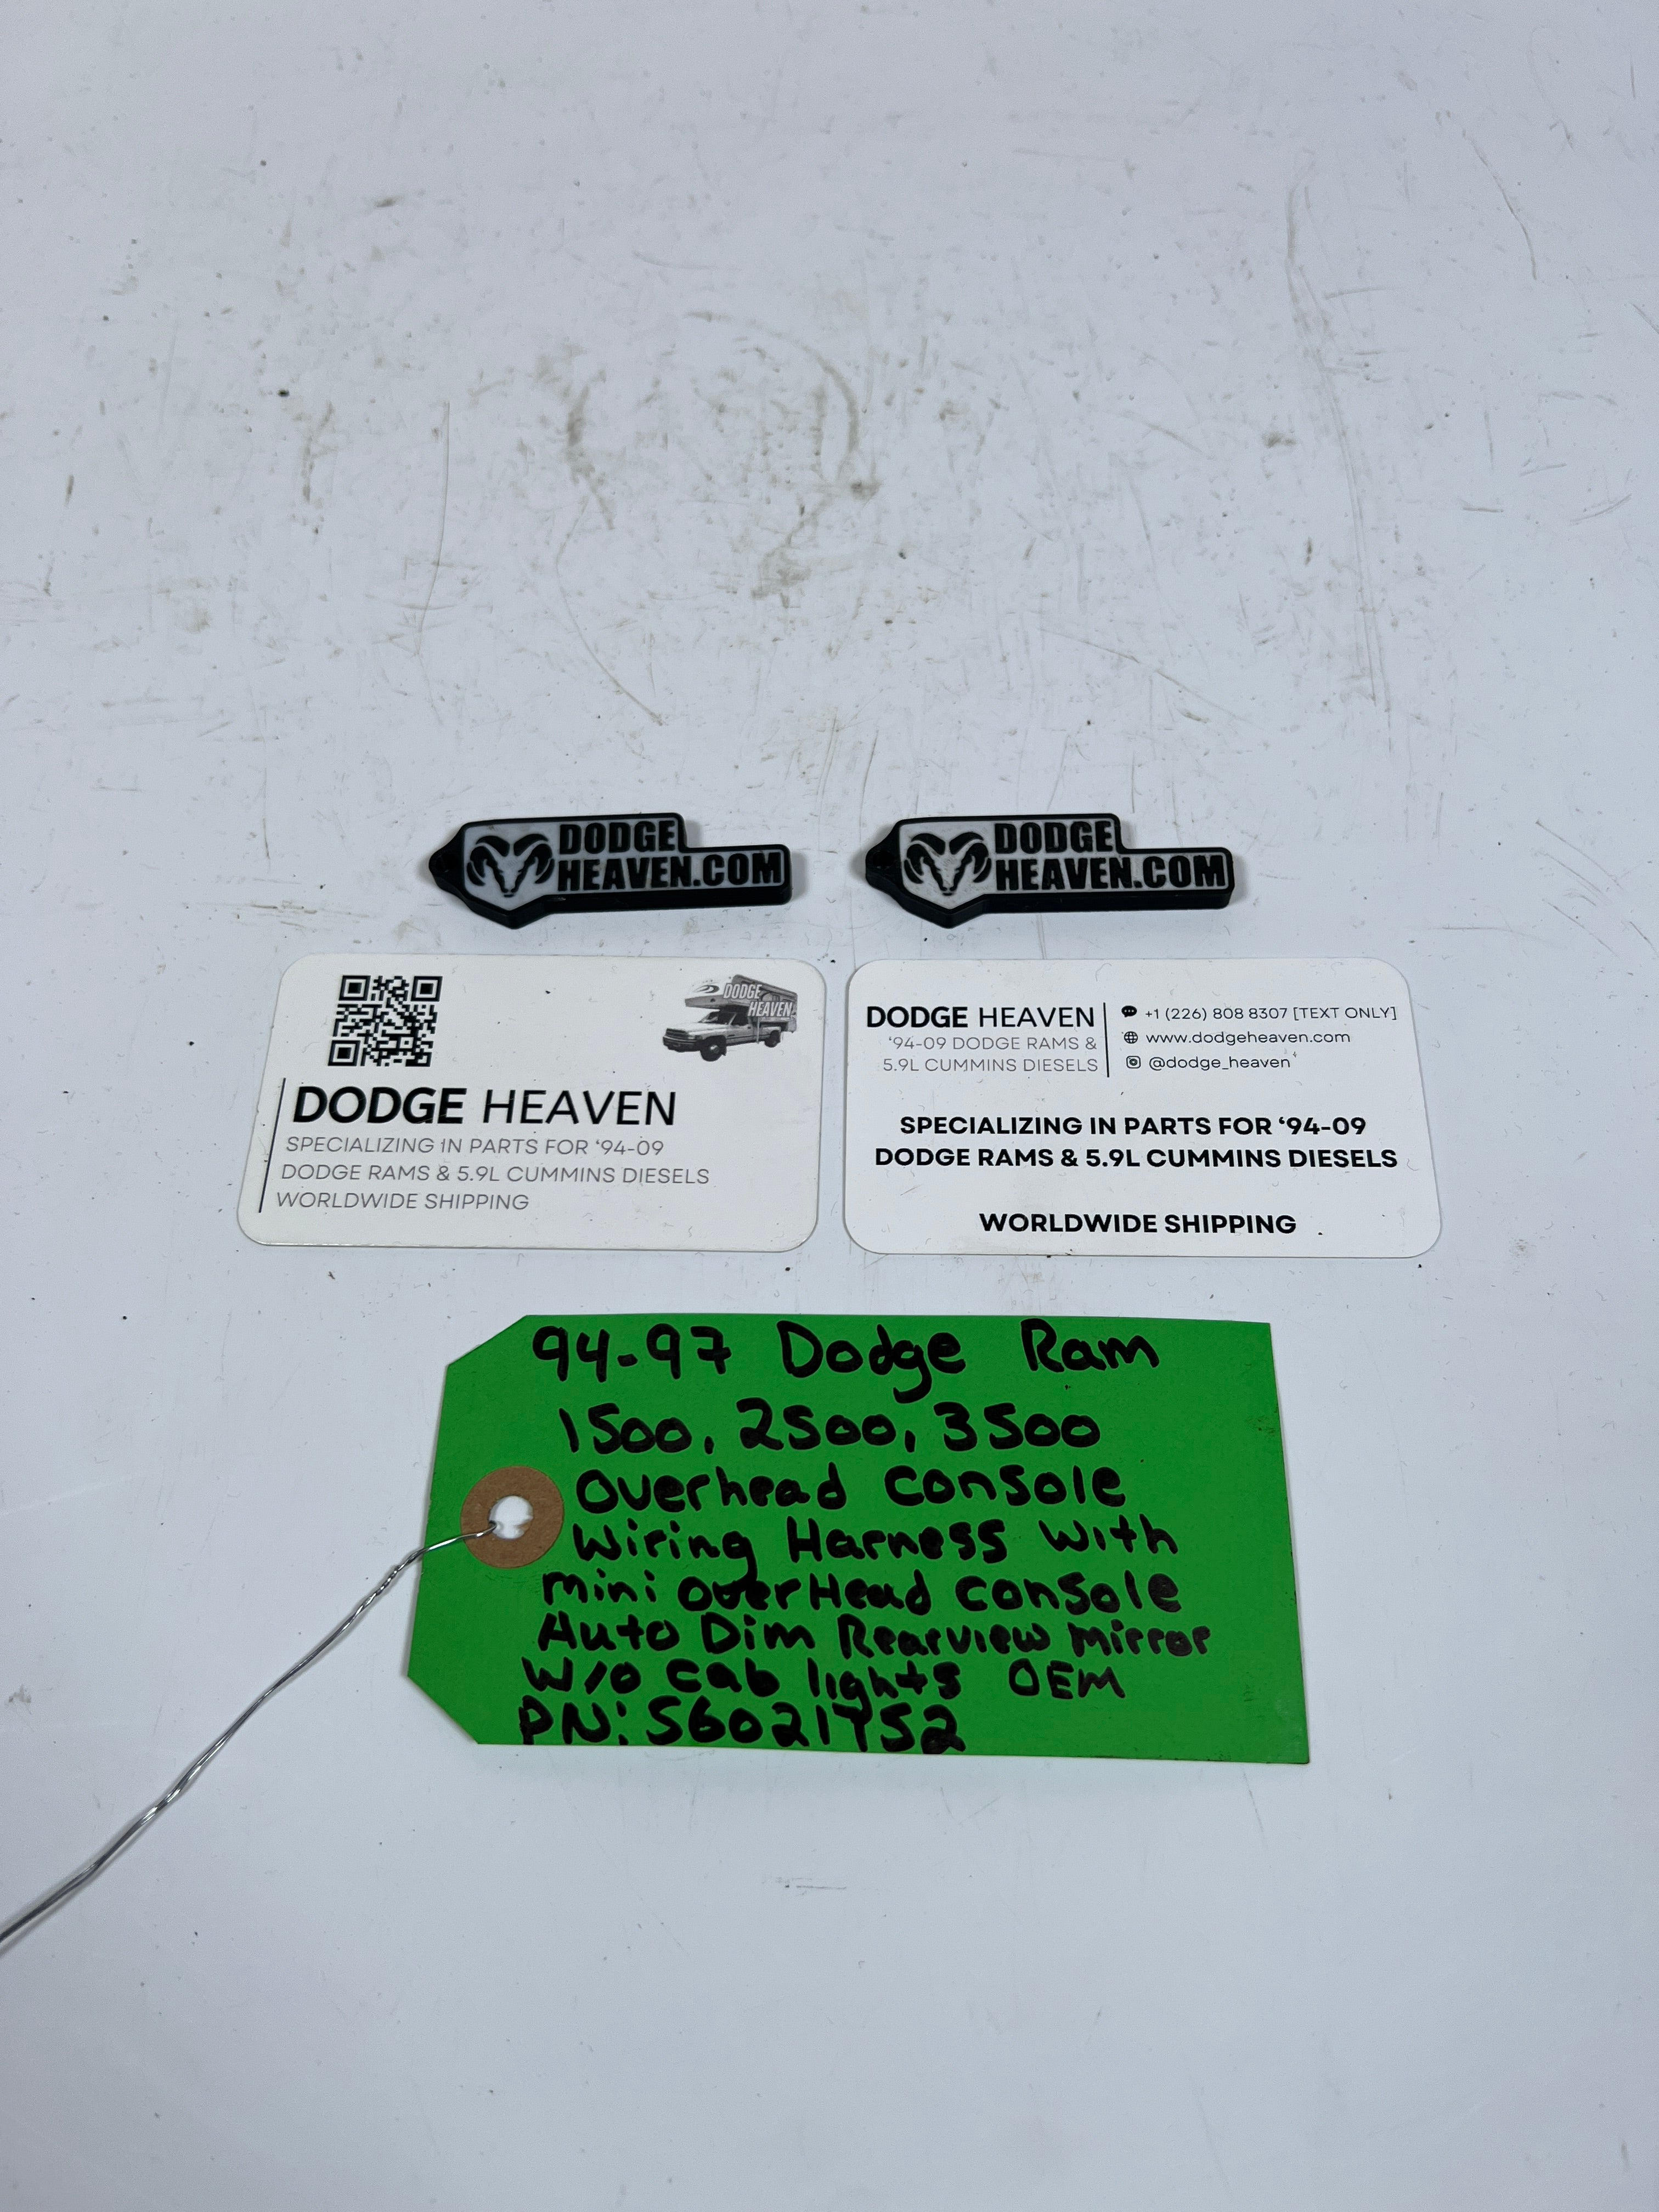 DODGE
HEAVEN.COM
DODGE
HEAVEN.COM
DODGE
HEAVEN
DODGE HEAVEN
SPECIALIZING IN PARTS FOR ‘94-09
DODGE RAMS & 5.9L CUMMINS DIESELS
WORLDWIDE SHIPPING
DODGE HEAVEN
‘94-09 DODGE RAMS &
5.9L CUMMINS DIESELS
+1 (226) 808 8307 [TEXT ONLY]
www.dodgeheaven.com
@dodge_heaven
SPECIALIZING IN PARTS FOR ‘94-09
DODGE RAMS & 5.9L CUMMINS DIESELS
WORLDWIDE SHIPPING
94-97 Dodge Ram
1500, 2500, 3500
Overhead Console
Wiring Harness with
mini overHead console
Auto Dim Rearview mirror
W/o cab lights OEM
PN: